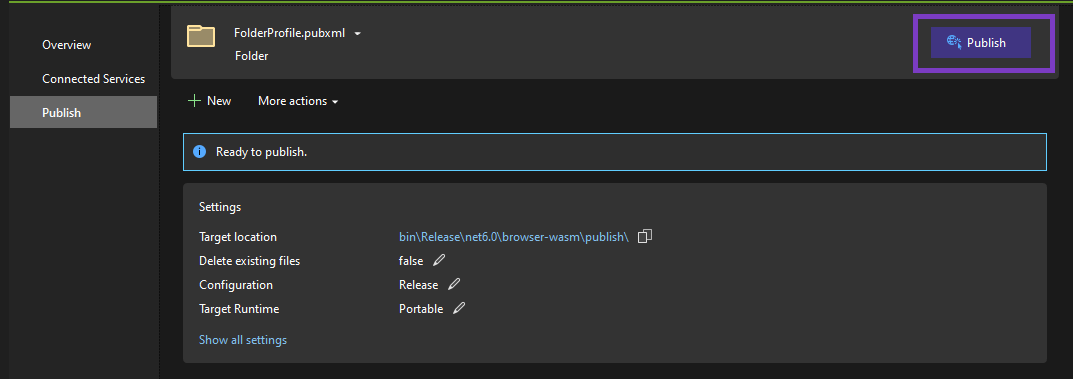 Overview
Connected Services
Publish
FolderProfile.pubxml
Folder
Publish
New More actions
Ready to publish.
Settings
Target location bin\Release\net6.0\browser-wasm\publish\
Delete existing files false
Configuration Release
Target Runtime Portable
Show all settings